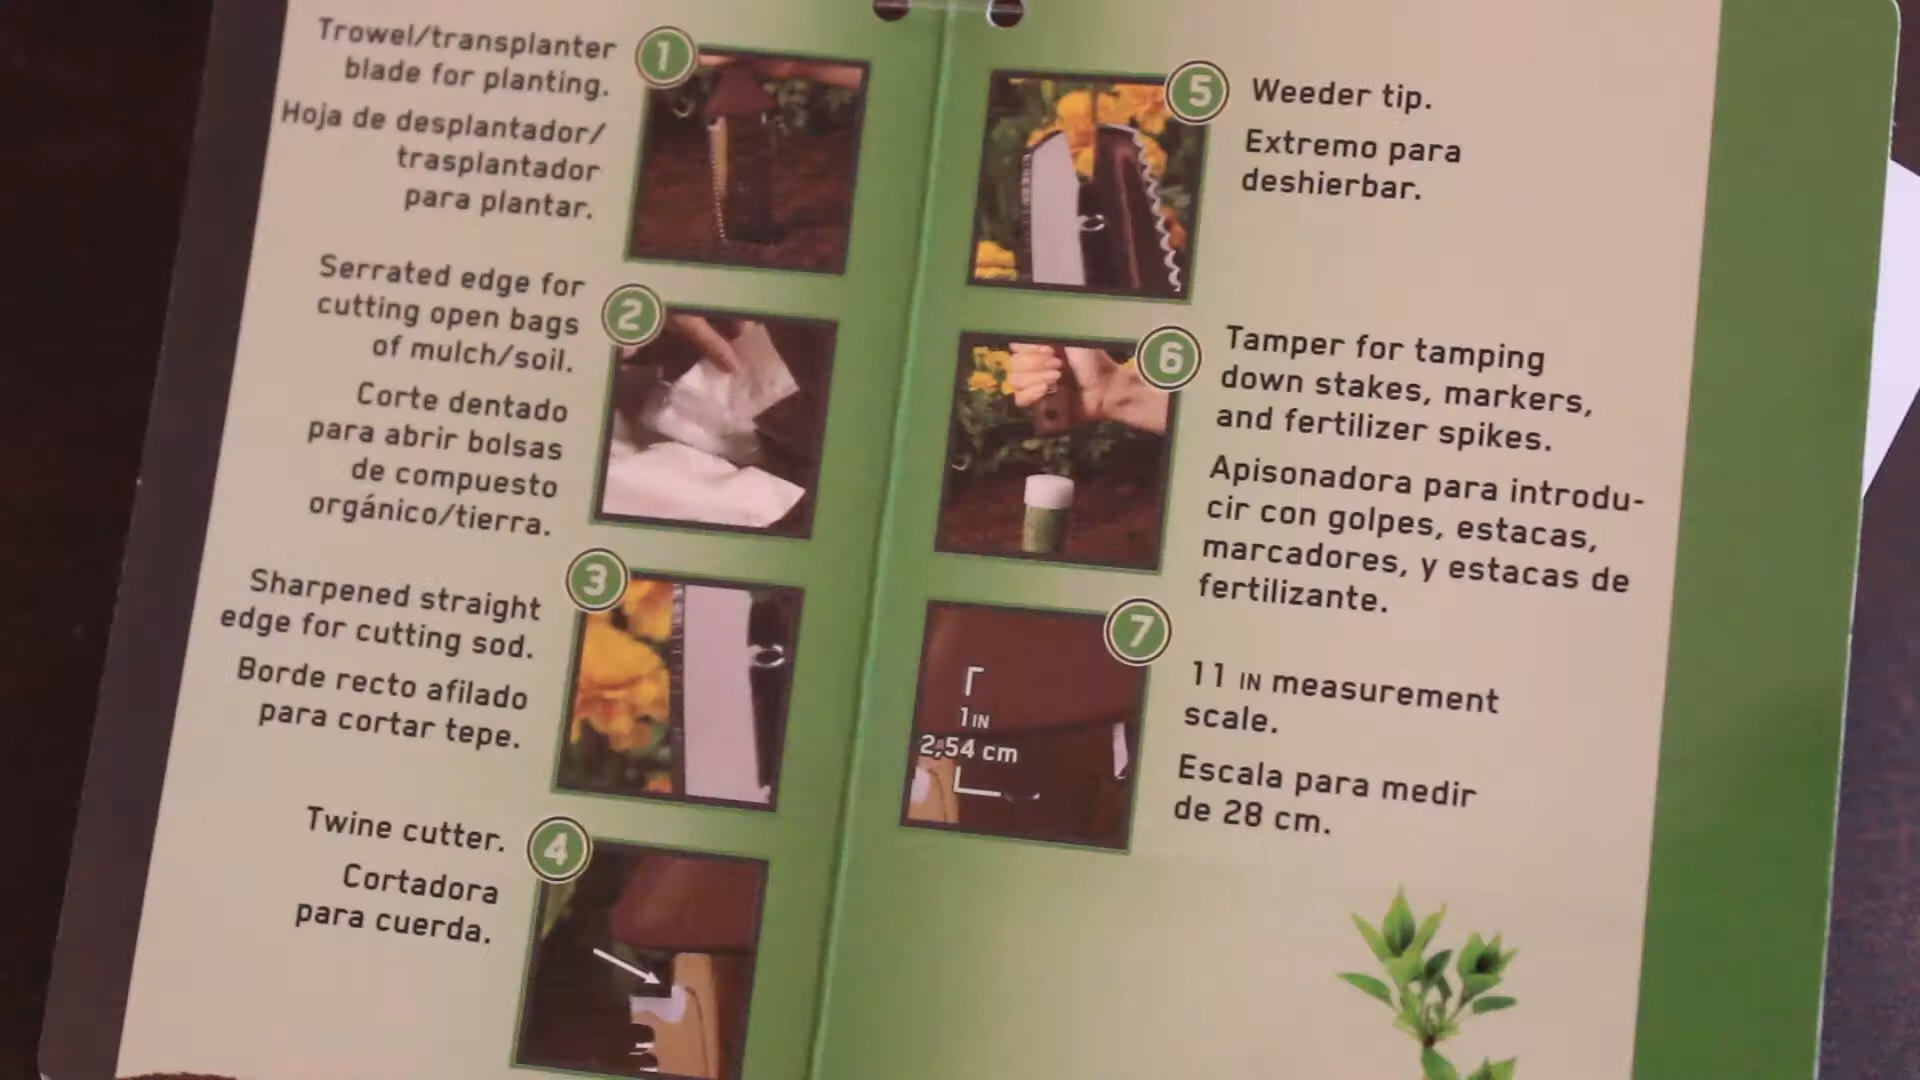 1
Trowel/transplanter
blade for planting.
Hoja de desplantador/
trasplantador
para plantar.
2
Serrated edge for
cutting open bags
of mulch/soil.
Corte dentado
para abrir bolsas
de compuesto
orgánico/tierra.
3
Sharpened straight
edge for cutting sod.
Borde recto afilado
para cortar tepe.
4
Twine cutter.
Cortadora
para cuerda.
5
Weeder tip.
Extremo para
deshierbar.
6
Tamper for tamping
down stakes, markers,
and fertilizer spikes.
Apisonadora para introdu-
cir con golpes, estacas,
marcadores, y estacas de
fertilizante.
7
1 IN
2,54 cm
11 IN measurement
scale.
Escala para medir
de 28 cm.